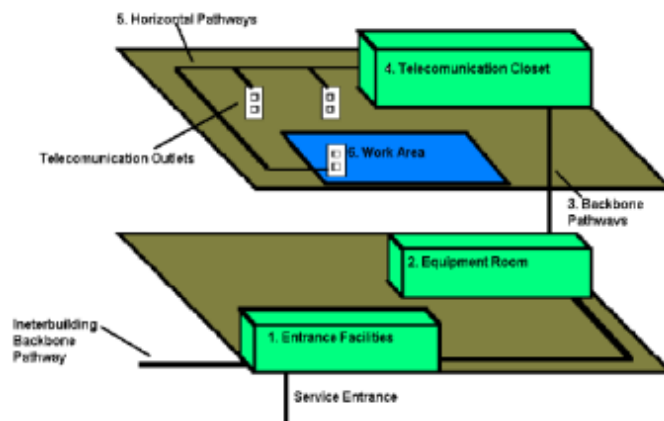 5. Horizontal Pathways
4. Telecomunication Closet
Telecomunication Outlets
6. Work Area
3. Backbone
Pathways
2. Equipment Room
Ineterbuilding
Backbone
Pathway
1. Entrance Facilities
Service Entrance